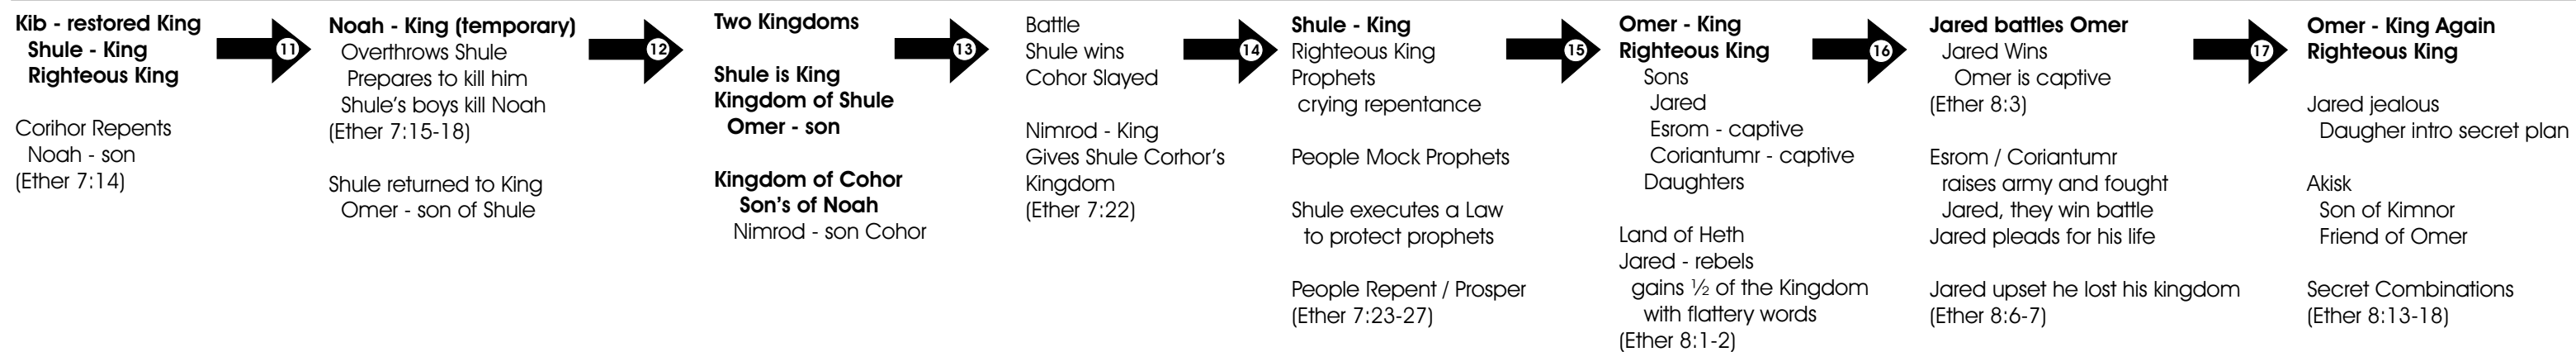 Kib - restored King
Shule - King
Righteous King
Corihor Repents
Noah - son
(Ether 7:14)
11
Noah - King (temporary)
Overthrows Shule
Prepares to kill him
Shule's boys kill Noah
(Ether 7:15-18)
Shule returned to King
Omer - son of Shule
12
Two Kingdoms
Shule is King
Kingdom of Shule
Omer - son
Kingdom of Cohor
Son's of Noah
Nimrod - son Cohor
13
Battle
Shule wins
Cohor Slayed
Nimrod - King
Gives Shule Corhor's
Kingdom
(Ether 7:22)
14
Shule - King
Righteous King
Prophets
crying repentance
People Mock Prophets
Shule executes a Law
to protect prophets
People Repent / Prosper
(Ether 7:23-27)
15
Omer - King
Righteous King
Sons
Jared
Esrom - captive
Coriantumr - captive
Daughters
Land of Heth
Jared - rebels
gains ½ of the Kingdom
with flattery words
(Ether 8:1-2)
16
Jared battles Omer
Jared Wins
Omer is captive
(Ether 8:3)
Esrom / Coriantumr
raises army and fought
Jared, they win battle
Jared pleads for his life
Jared upset he lost his kingdom
(Ether 8:6-7)
17
Omer - King Again
Righteous King
Jared jealous
Daugher intro secret plan
Akisk
Son of Kimnor
Friend of Omer
Secret Combinations
(Ether 8:13-18)